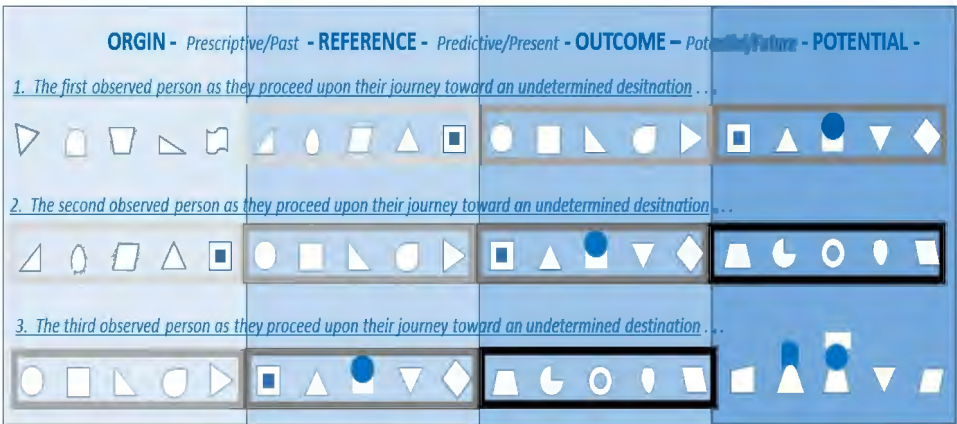 ORGIN - Prescriptive/Past - REFERENCE - Predictive/Present - OUTCOME – Potential/Future - POTENTIAL -
1. The first observed person as they proceed upon their journey toward an undetermined desitnation . . .
2. The second observed person as they proceed upon their journey toward an undetermined desitnation . . .
3. The third observed person as they proceed upon their journey toward an undetermined destination . . .